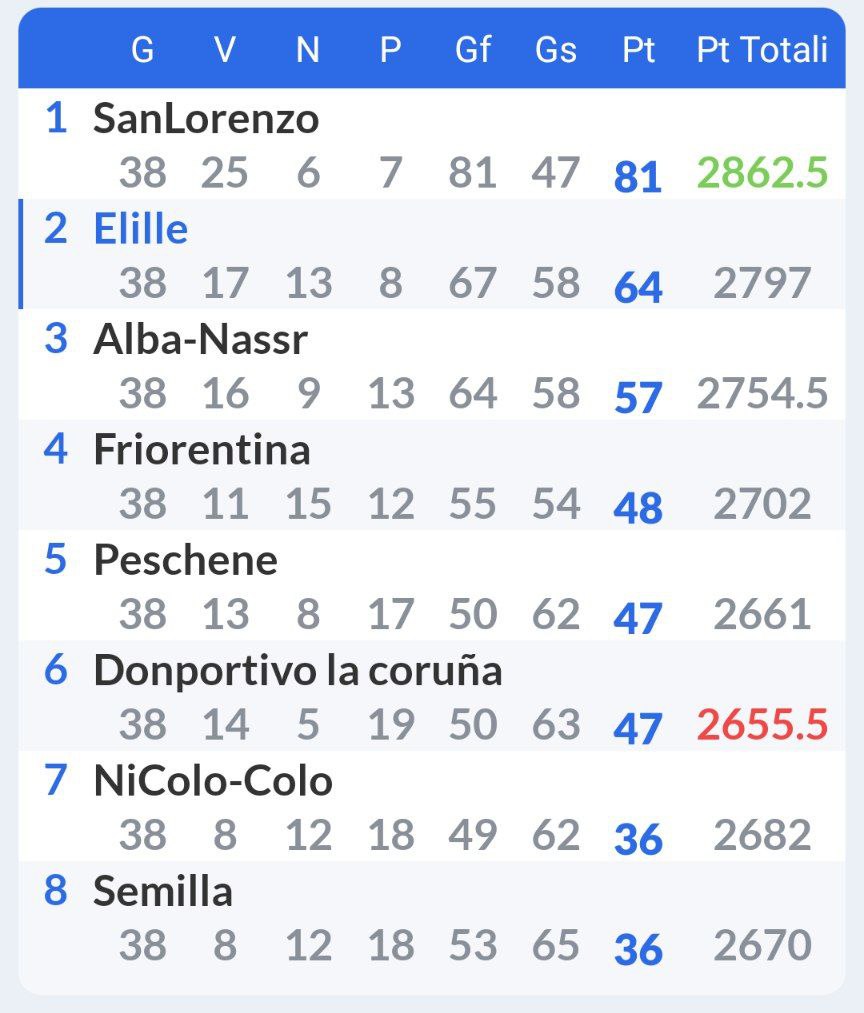 G V N P Gf Gs Pt Pt Totali
1 SanLorenzo
38 25 6 7 81 47 81 2862.5
2 Elille
38 17 13 8 67 58 64 2797
3 Alba-Nassr
38 16 9 13 64 58 57 2754.5
4 Friorentina
38 11 15 12 55 54 48 2702
5 Peschene
38 13 8 17 50 62 47 2661
6 Donportivo la coruña
38 14 5 19 50 63 47 2655.5
7 NiColo-Colo
38 8 12 18 49 62 36 2682
8 Semilla
38 8 12 18 53 65 36 2670